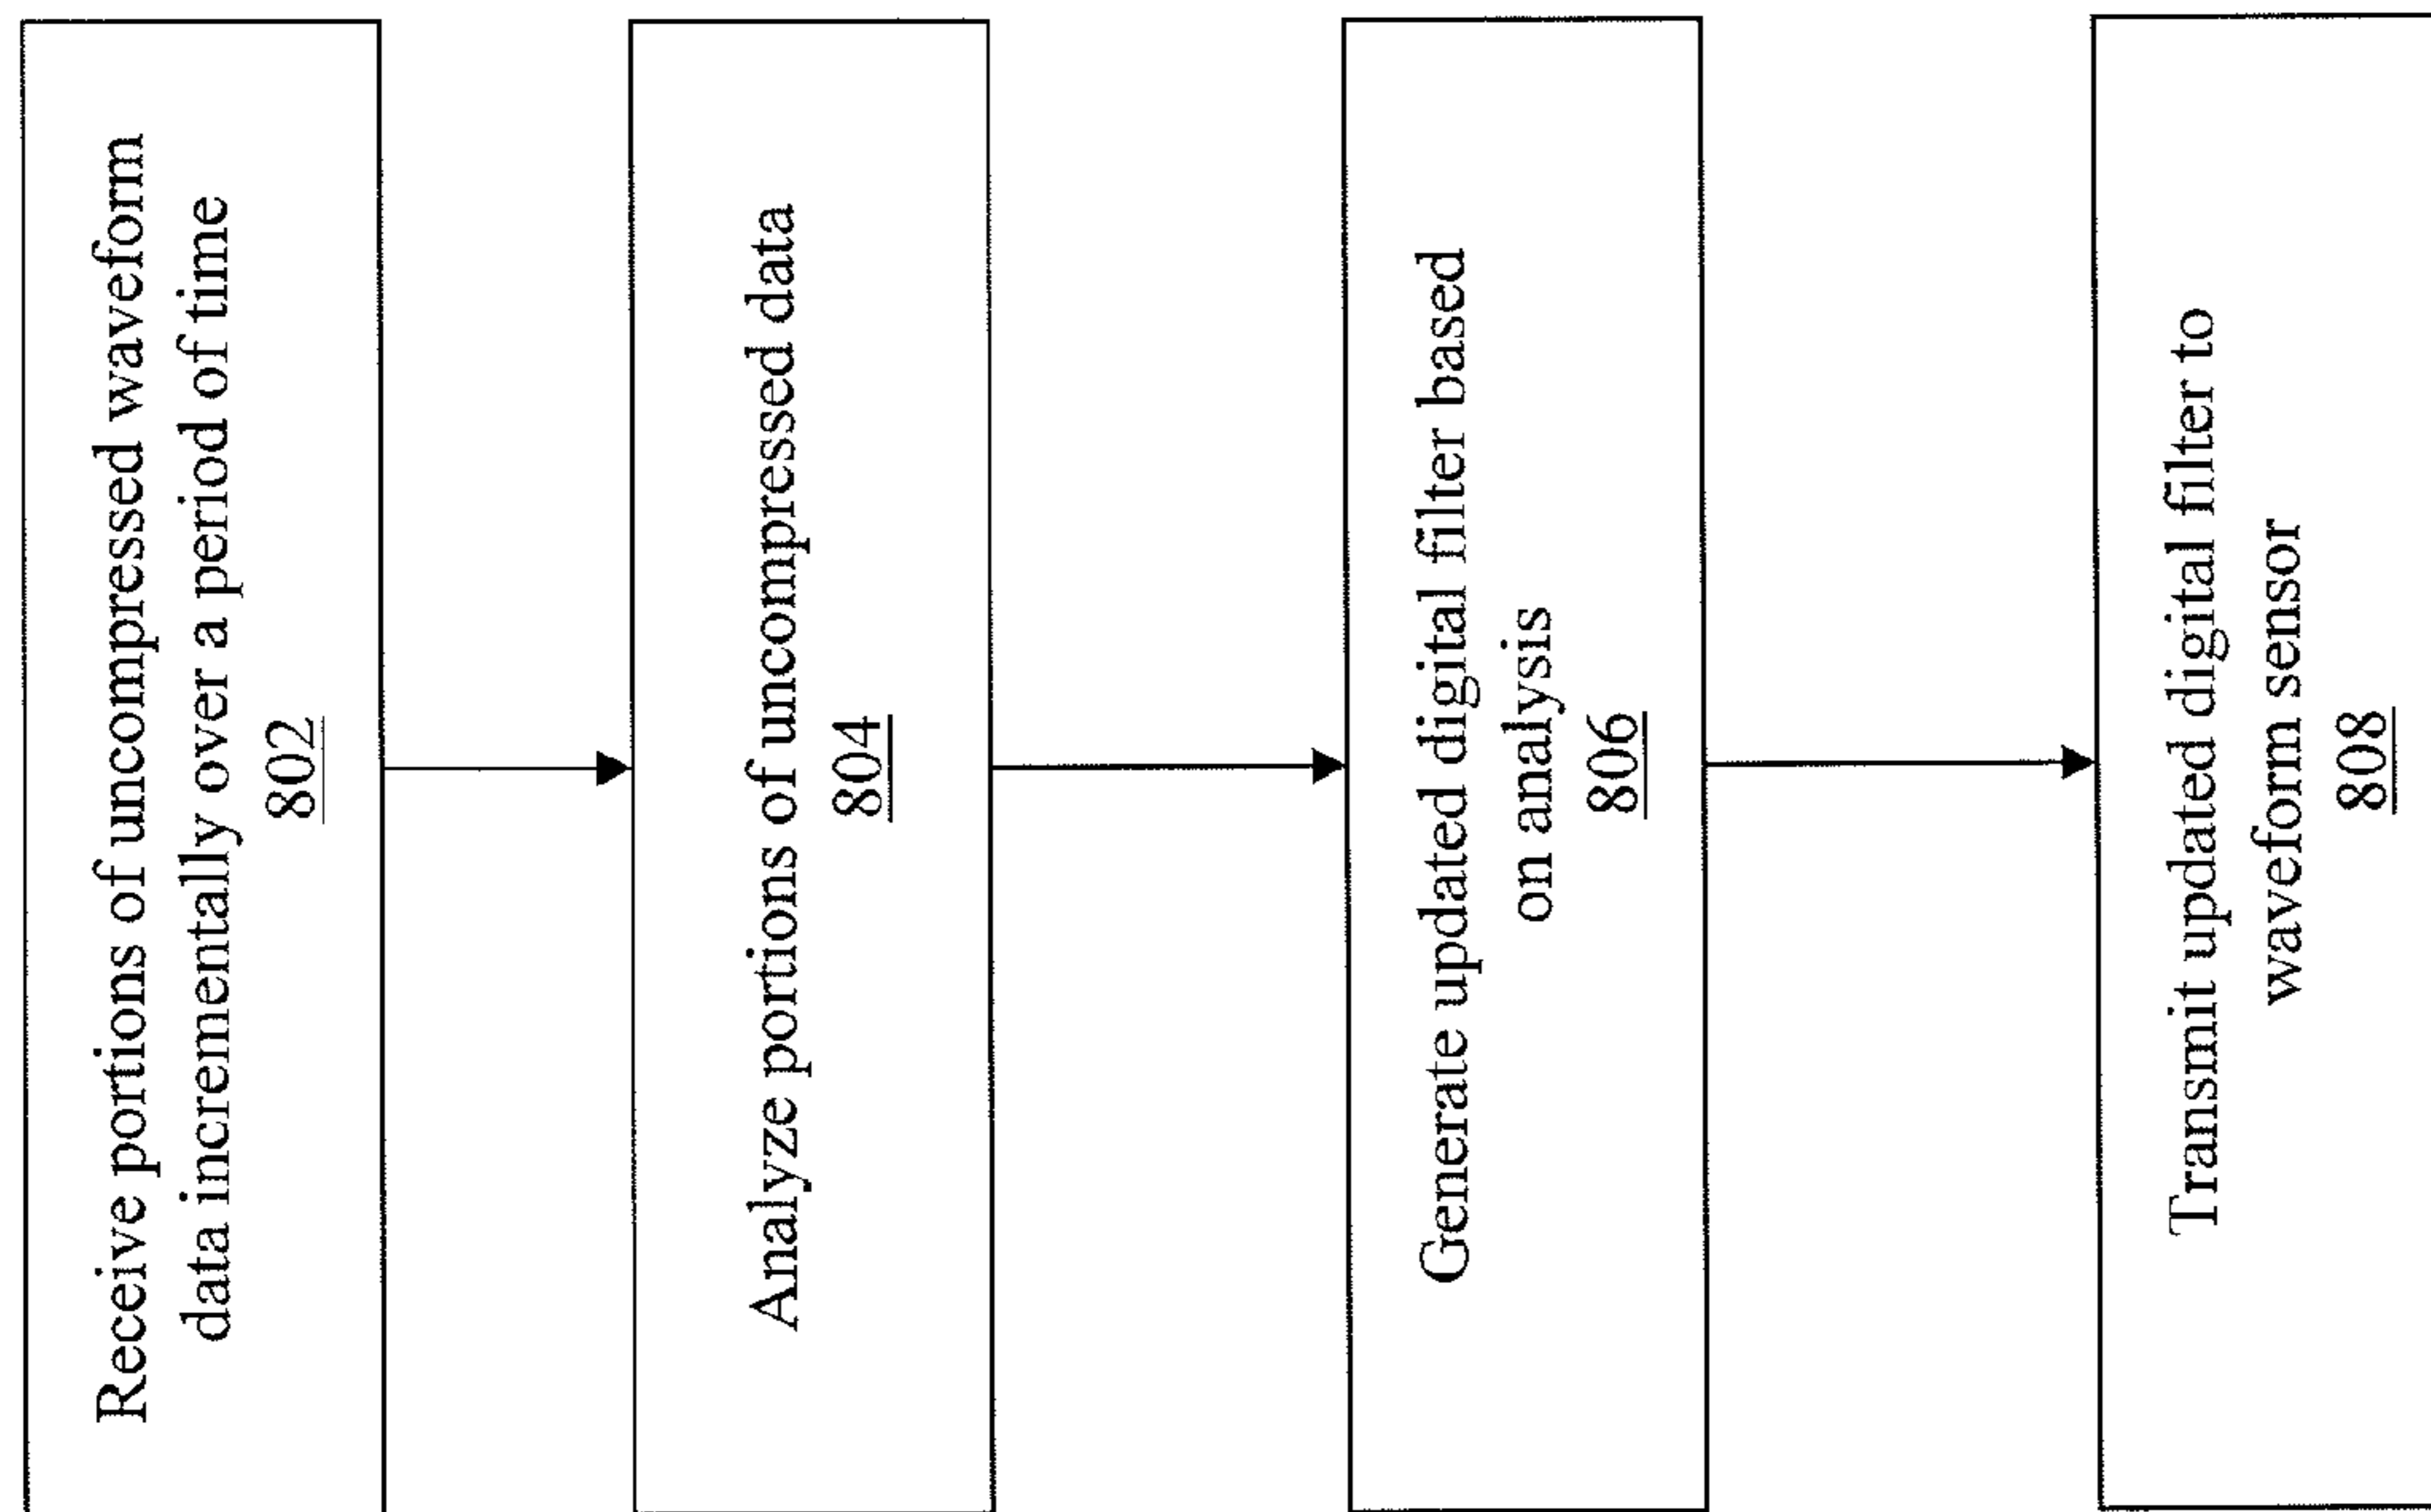 Receive portions of uncompressed waveform
data incrementally over a period of time
802
Analyze portions of uncompressed data
804
Generate updated digital filter based
on analysis
806
Transmit updated digital filter to
waveform sensor
808